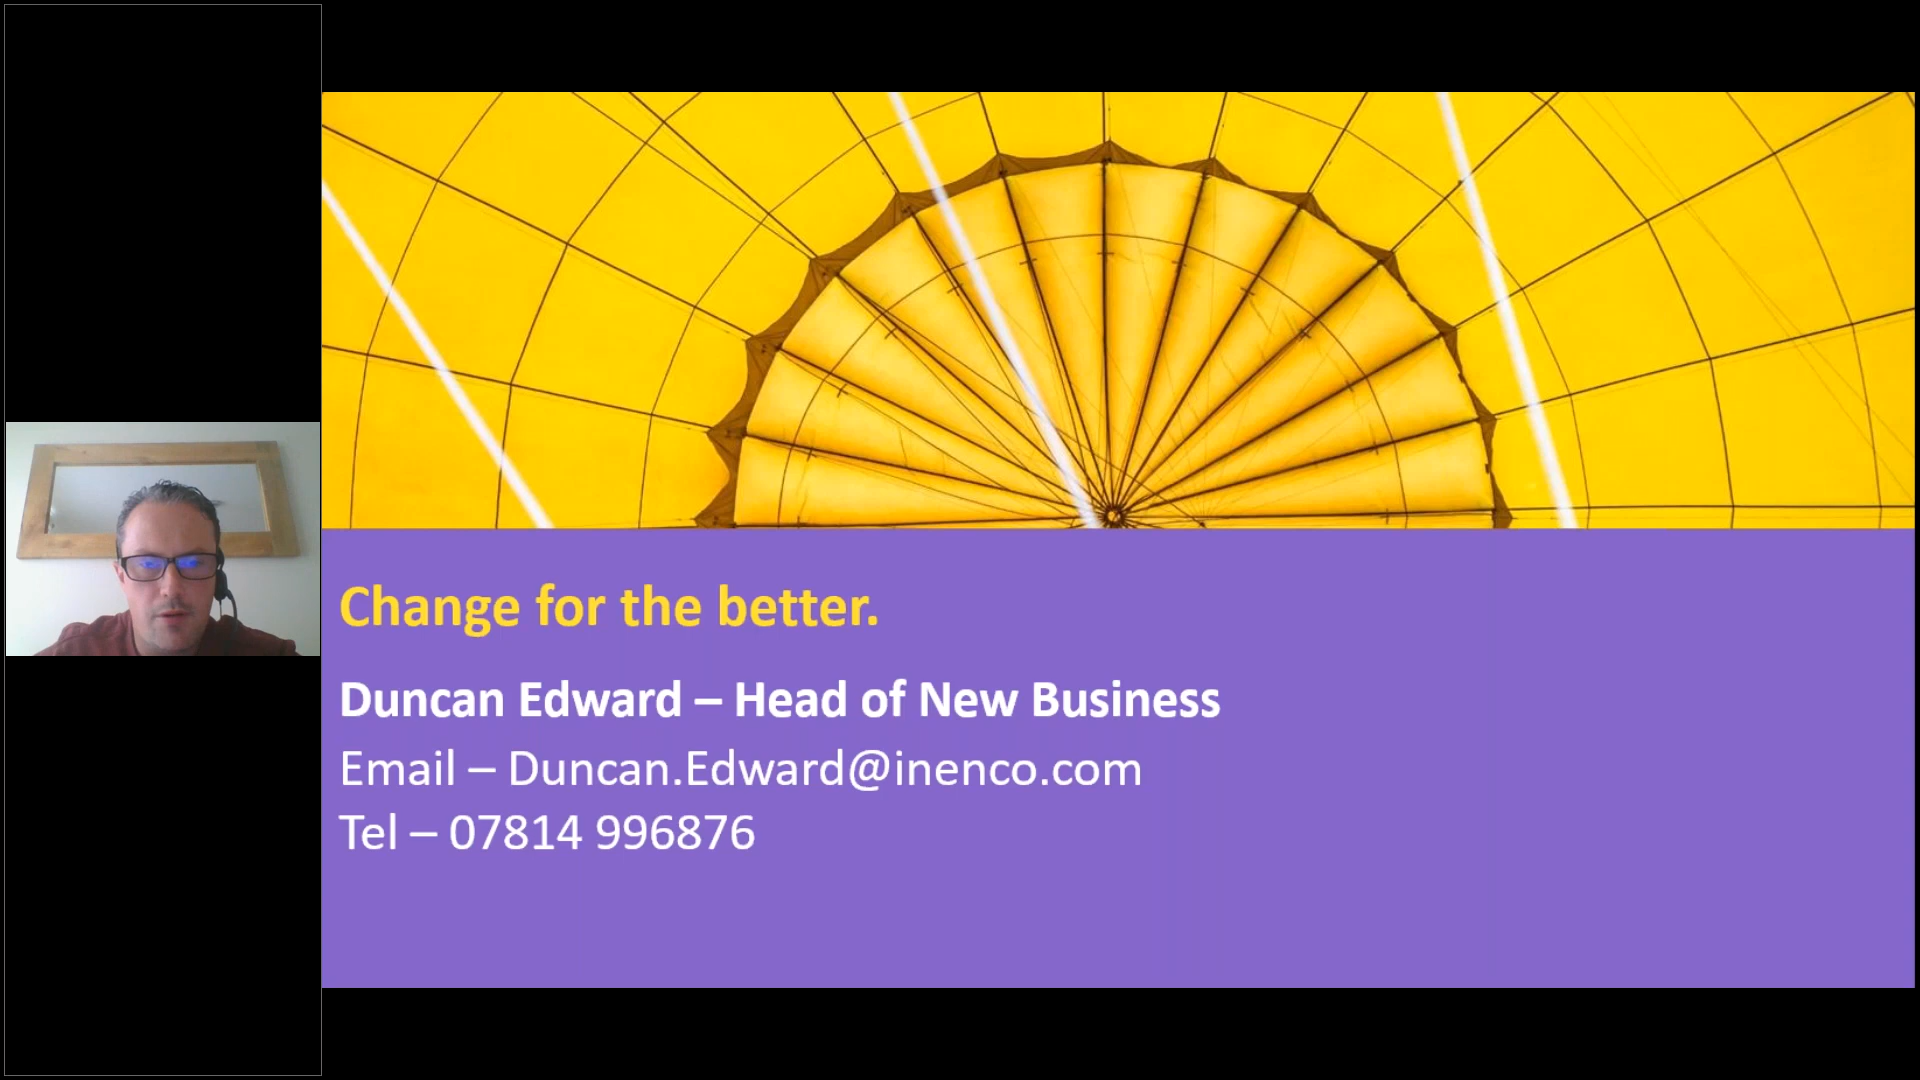 Change for the better.
Duncan Edward – Head of New Business
Email – Duncan.Edward@inenco.com
Tel – 07814 996876